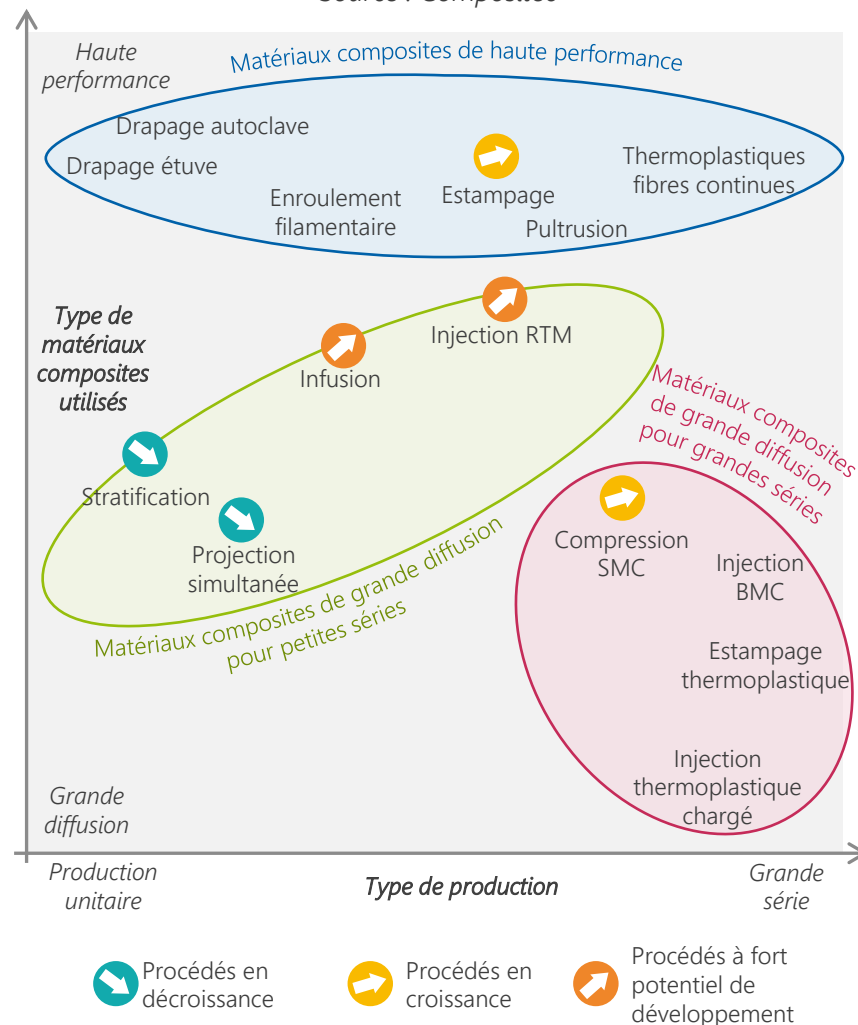 Source : Composites
Haute
performance
Matériaux composites de haute performance
Drapage autoclave
Drapage étuve
Enroulement
filamentaire
Estampage
Pultrusion
Thermoplastiques
fibres continues
Type de
matériaux
composites
utilisés
Injection RTM
Infusion
Stratification
Projection
simultanée
Matériaux composites de grande diffusion
pour petites séries
Matériaux composites
de grande diffusion
pour grandes séries
Compression
SMC
Injection
BMC
Estampage
thermoplastique
Injection
thermoplastique
chargé
Grande
diffusion
Production
unitaire
Type de production
Grande
série
Procédés en
décroissance
Procédés en
croissance
Procédés à fort
potentiel de
développement